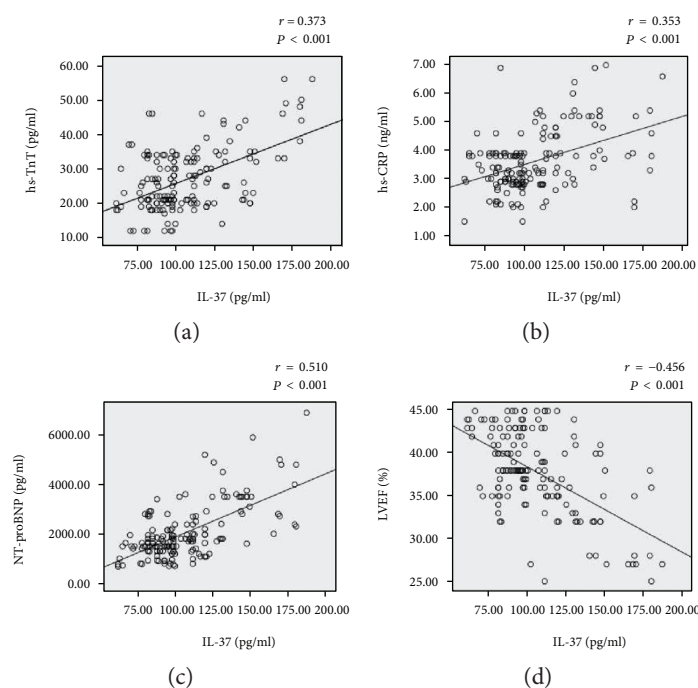 r = 0.373
P < 0.001
60.00
50.00
40.00
30.00
20.00
10.00
hs-TnT (pg/ml)
75.00 100.00 125.00 150.00 175.00 200.00
IL-37 (pg/ml)
(a)
r = 0.353
P < 0.001
7.00
6.00
5.00
4.00
3.00
2.00
1.00
hs-CRP (ng/ml)
75.00 100.00 125.00 150.00 175.00 200.00
IL-37 (pg/ml)
(b)
r = 0.510
P < 0.001
6000.00
4000.00
2000.00
0.00
NT-proBNP (pg/ml)
75.00 100.00 125.00 150.00 175.00 200.00
IL-37 (pg/ml)
(c)
r = −0.456
P < 0.001
45.00
40.00
35.00
30.00
25.00
LVEF (%)
75.00 100.00 125.00 150.00 175.00 200.00
IL-37 (pg/ml)
(d)